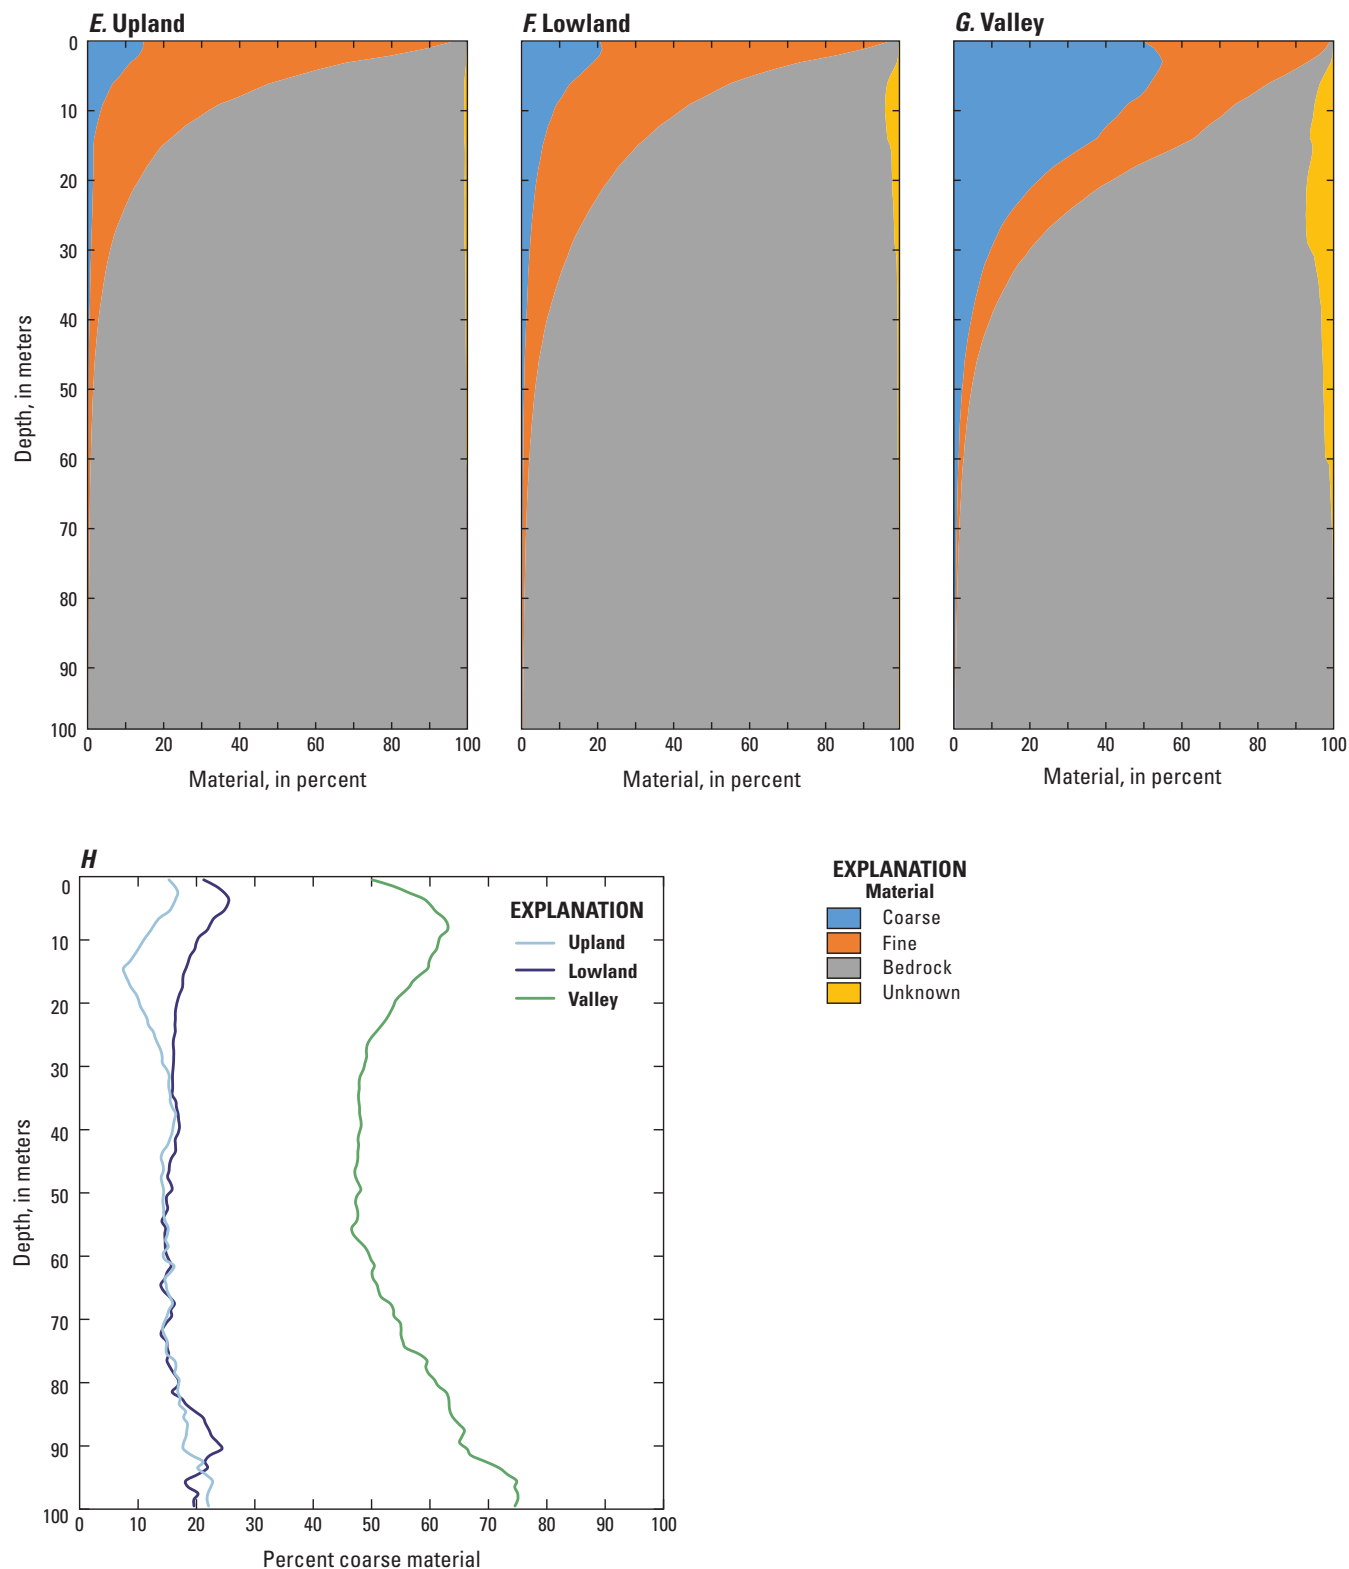 E. Upland
F. Lowland
G. Valley
0
10
20
30
40
50
60
70
80
90
100
Depth, in meters
0 20 40 60 80 100
0 20 40 60 80 100
0 20 40 60 80 100
Material, in percent
Material, in percent
Material, in percent
H
0
10
20
30
40
50
60
70
80
90
100
Depth, in meters
EXPLANATION
Upland
Lowland
Valley
0 10 20 30 40 50 60 70 80 90 100
Percent coarse material
EXPLANATION
Material
Coarse
Fine
Bedrock
Unknown